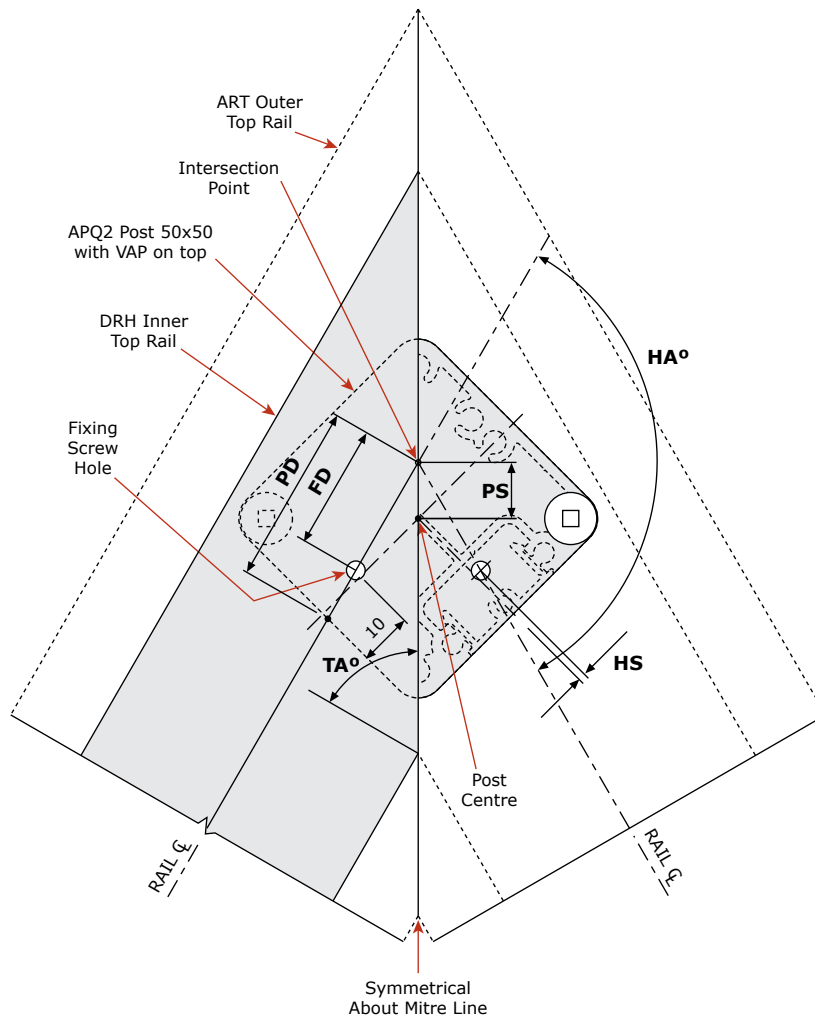 ART Outer
Top Rail
Intersection
Point
APQ2 Post 50x50
with VAP on top
DRH Inner
Top Rail
HAº
Fixing
Screw
Hole
PD
FD
PS
10
TAº
HS
Post
Centre
RAIL ℄
RAIL ℄
Symmetrical
About Mitre Line